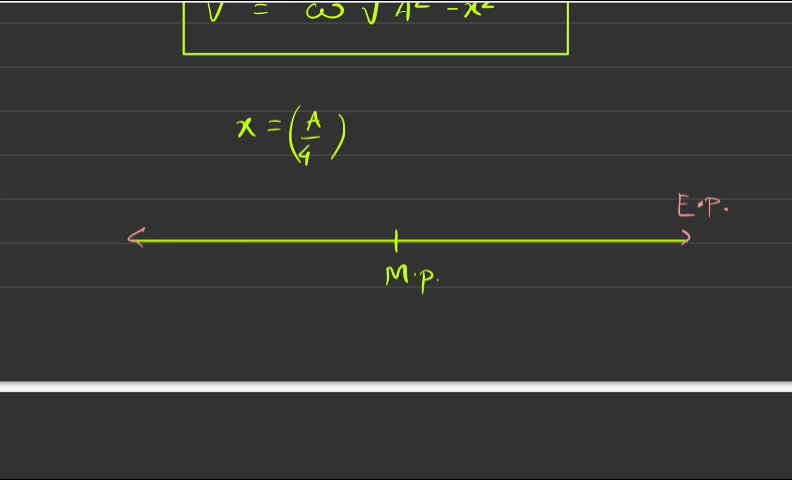 V = ω √ A² - x²
x = (A/4)
E.P.
M.p.